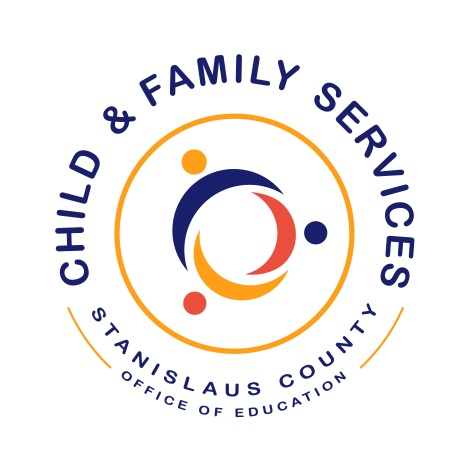 CHILD & FAMILY SERVICES
STANISLAUS COUNTY
OFFICE OF EDUCATION